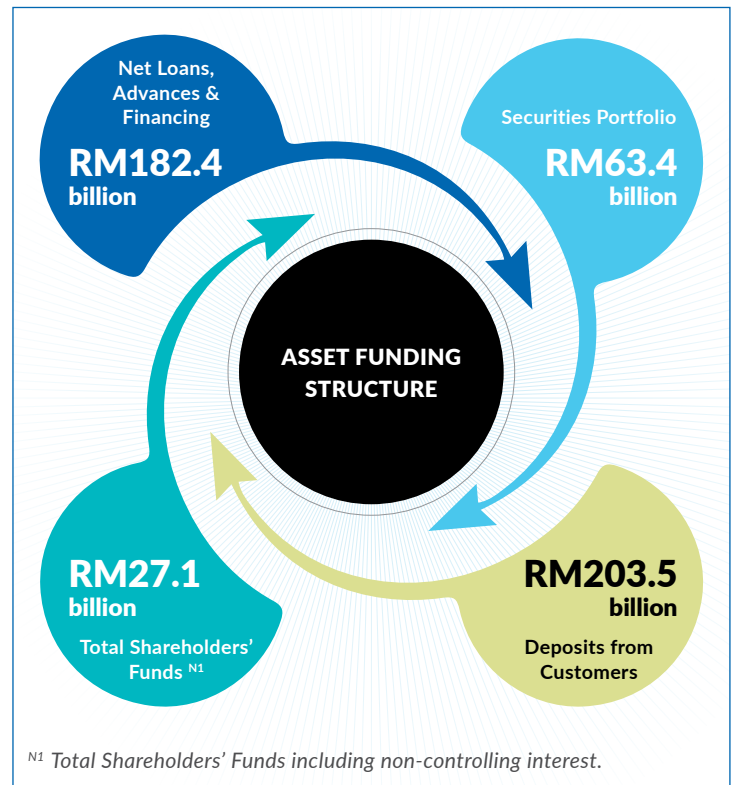 Net Loans,
Advances &
Financing
RM182.4
billion
Securities Portfolio
RM63.4
billion
ASSET FUNDING
STRUCTURE
RM27.1
billion
Total Shareholders’
Funds N1
RM203.5
billion
Deposits from
Customers
N1 Total Shareholders’ Funds including non-controlling interest.